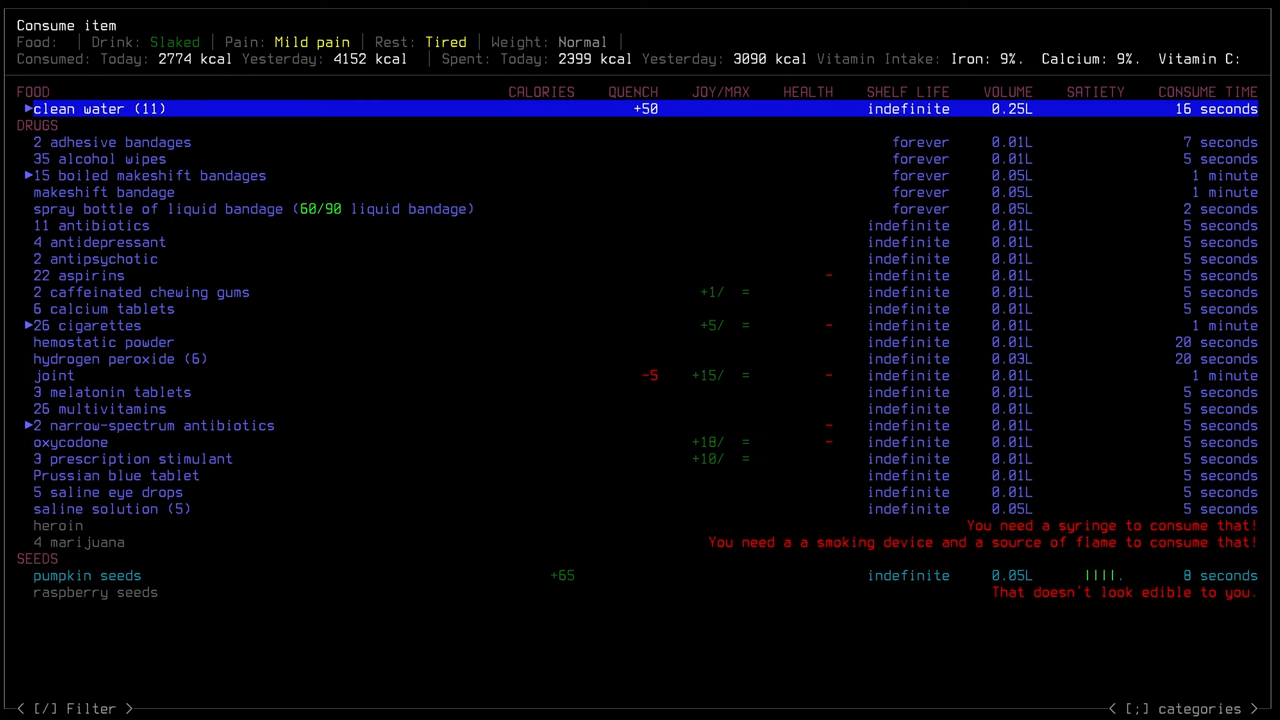 Consume item
Food:   | Drink: Slaked | Pain: Mild pain | Rest: Tired | Weight: Normal |
Consumed: Today: 2774 kcal Yesterday: 4152 kcal | Spent: Today: 2399 kcal Yesterday: 3090 kcal Vitamin Intake: Iron: 9%. Calcium: 9%. Vitamin C:
FOOD CALORIES QUENCH JOY/MAX HEALTH SHELF LIFE VOLUME SATIETY CONSUME TIME
▶clean water (11) +50 indefinite 0.25L 16 seconds
DRUGS
2 adhesive bandages forever 0.01L 7 seconds
35 alcohol wipes forever 0.01L 5 seconds
▶15 boiled makeshift bandages forever 0.05L 1 minute
makeshift bandage forever 0.05L 1 minute
spray bottle of liquid bandage (60/90 liquid bandage) forever 0.05L 2 seconds
11 antibiotics indefinite 0.01L 5 seconds
4 antidepressant indefinite 0.01L 5 seconds
2 antipsychotic indefinite 0.01L 5 seconds
22 aspirins - indefinite 0.01L 5 seconds
2 caffeinated chewing gums +1/ = indefinite 0.01L 5 seconds
6 calcium tablets indefinite 0.01L 5 seconds
▶26 cigarettes +5/ = - indefinite 0.01L 1 minute
hemostatic powder indefinite 0.01L 20 seconds
hydrogen peroxide (6) indefinite 0.03L 20 seconds
joint -5 +15/ = - indefinite 0.01L 1 minute
3 melatonin tablets indefinite 0.01L 5 seconds
26 multivitamins indefinite 0.01L 5 seconds
▶2 narrow-spectrum antibiotics - indefinite 0.01L 5 seconds
oxycodone +18/ = - indefinite 0.01L 5 seconds
3 prescription stimulant +10/ = indefinite 0.01L 5 seconds
Prussian blue tablet indefinite 0.01L 5 seconds
5 saline eye drops indefinite 0.01L 5 seconds
saline solution (5) indefinite 0.05L 5 seconds
heroin You need a syringe to consume that!
4 marijuana You need a a smoking device and a source of flame to consume that!
SEEDS
pumpkin seeds +65 indefinite 0.05L ||||. 8 seconds
raspberry seeds That doesn't look edible to you.
< [/] Filter > < [;] categories >